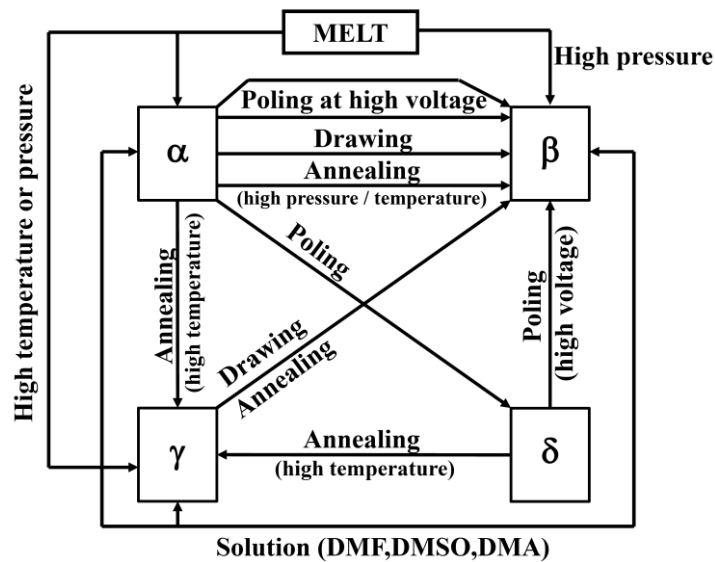 MELT
High pressure
Poling at high voltage
α
Drawing
β
Annealing
(high pressure / temperature)
High temperature or pressure
Annealing
(high temperature)
Poling
Drawing
Annealing
Poling
(high voltage)
γ
Annealing
(high temperature)
δ
Solution (DMF,DMSO,DMA)